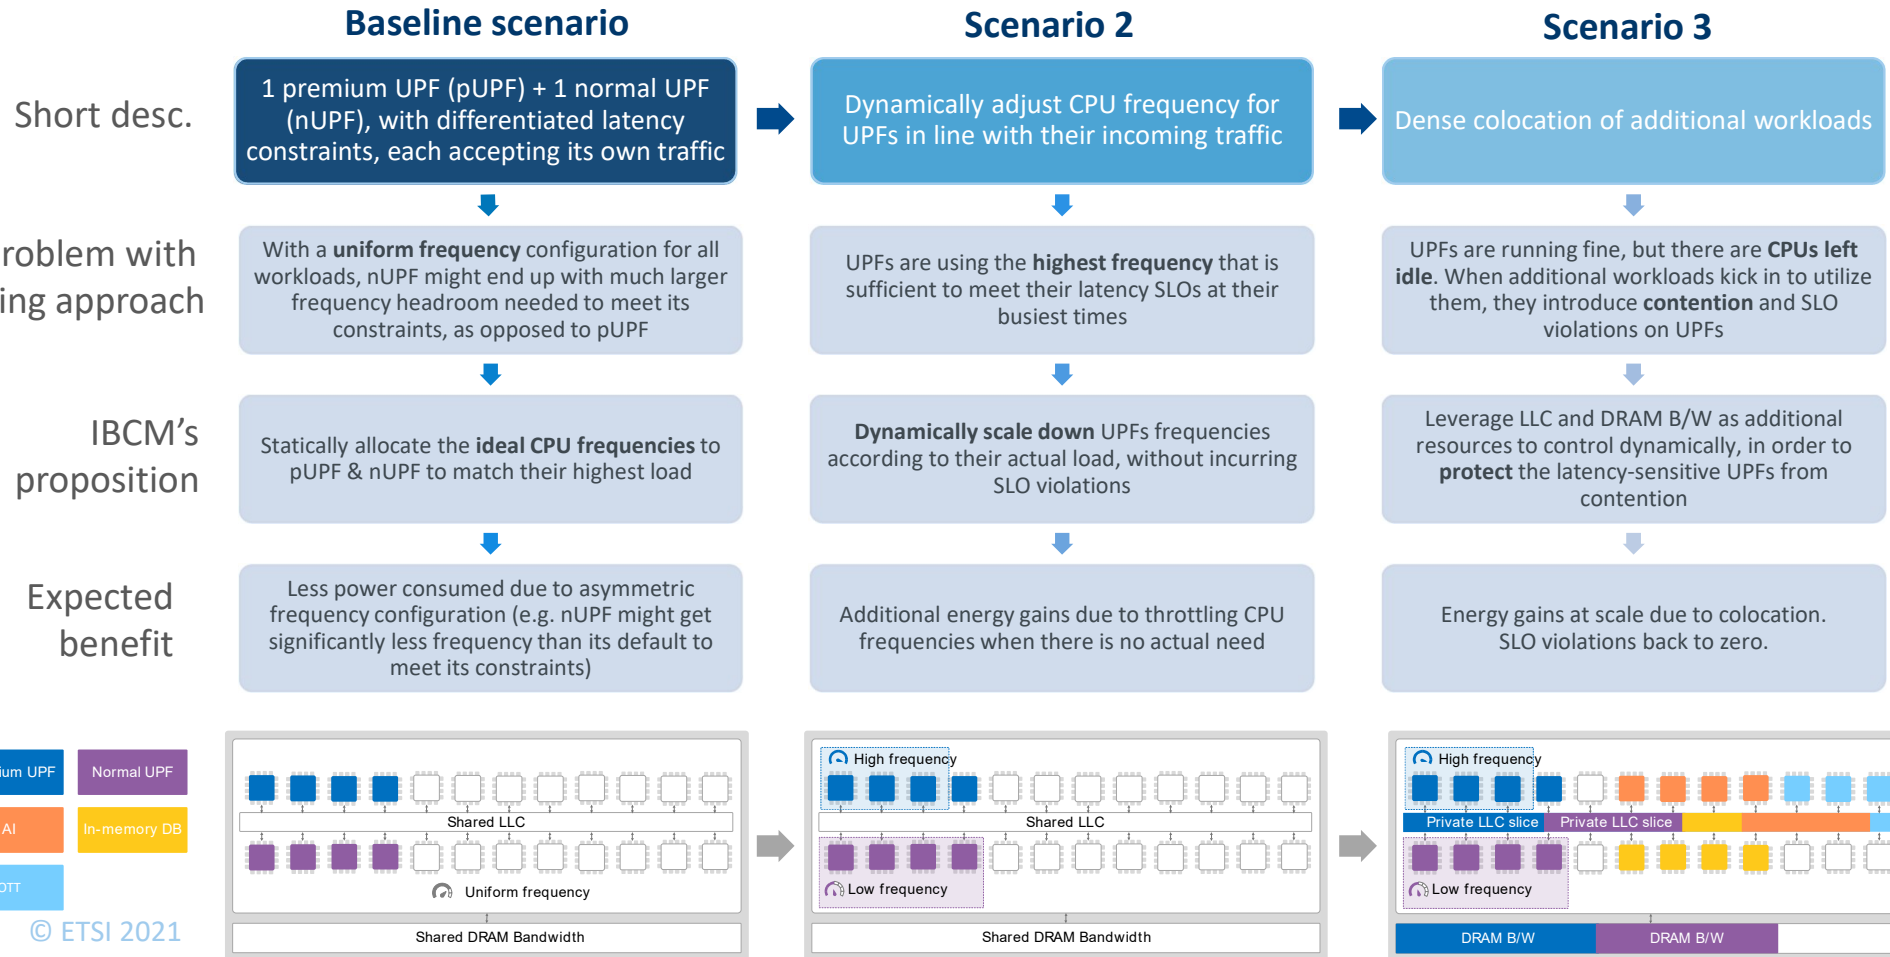 Baseline scenario
Scenario 2
Scenario 3
Short desc.
1 premium UPF (pUPF) + 1 normal UPF
(nUPF), with differentiated latency
constraints, each accepting its own traffic
Dynamically adjust CPU frequency for
UPFs in line with their incoming traffic
Dense colocation of additional workloads
roblem with
ing approach
With a uniform frequency configuration for all
workloads, nUPF might end up with much larger
frequency headroom needed to meet its
constraints, as opposed to pUPF
UPFs are using the highest frequency that is
sufficient to meet their latency SLOs at their
busiest times
UPFs are running fine, but there are CPUs left
idle. When additional workloads kick in to utilize
them, they introduce contention and SLO
violations on UPFs
IBCM's
proposition
Statically allocate the ideal CPU frequencies to
pUPF & nUPF to match their highest load
Dynamically scale down UPFs frequencies
according to their actual load, without incurring
SLO violations
Leverage LLC and DRAM B/W as additional
resources to control dynamically, in order to
protect the latency-sensitive UPFs from
contention
Expected
benefit
Less power consumed due to asymmetric
frequency configuration (e.g. nUPF might get
significantly less frequency than its default to
meet its constraints)
Additional energy gains due to throttling CPU
frequencies when there is no actual need
Energy gains at scale due to colocation.
SLO violations back to zero.
ium UPF
Normal UPF
AI
In-memory DB
OTT
© ETSI 2021
Shared LLC
Uniform frequency
Shared DRAM Bandwidth
High frequency
Shared LLC
Low frequency
Shared DRAM Bandwidth
High frequency
Private LLC slice
Private LLC slice
Low frequency
DRAM B/W
DRAM B/W